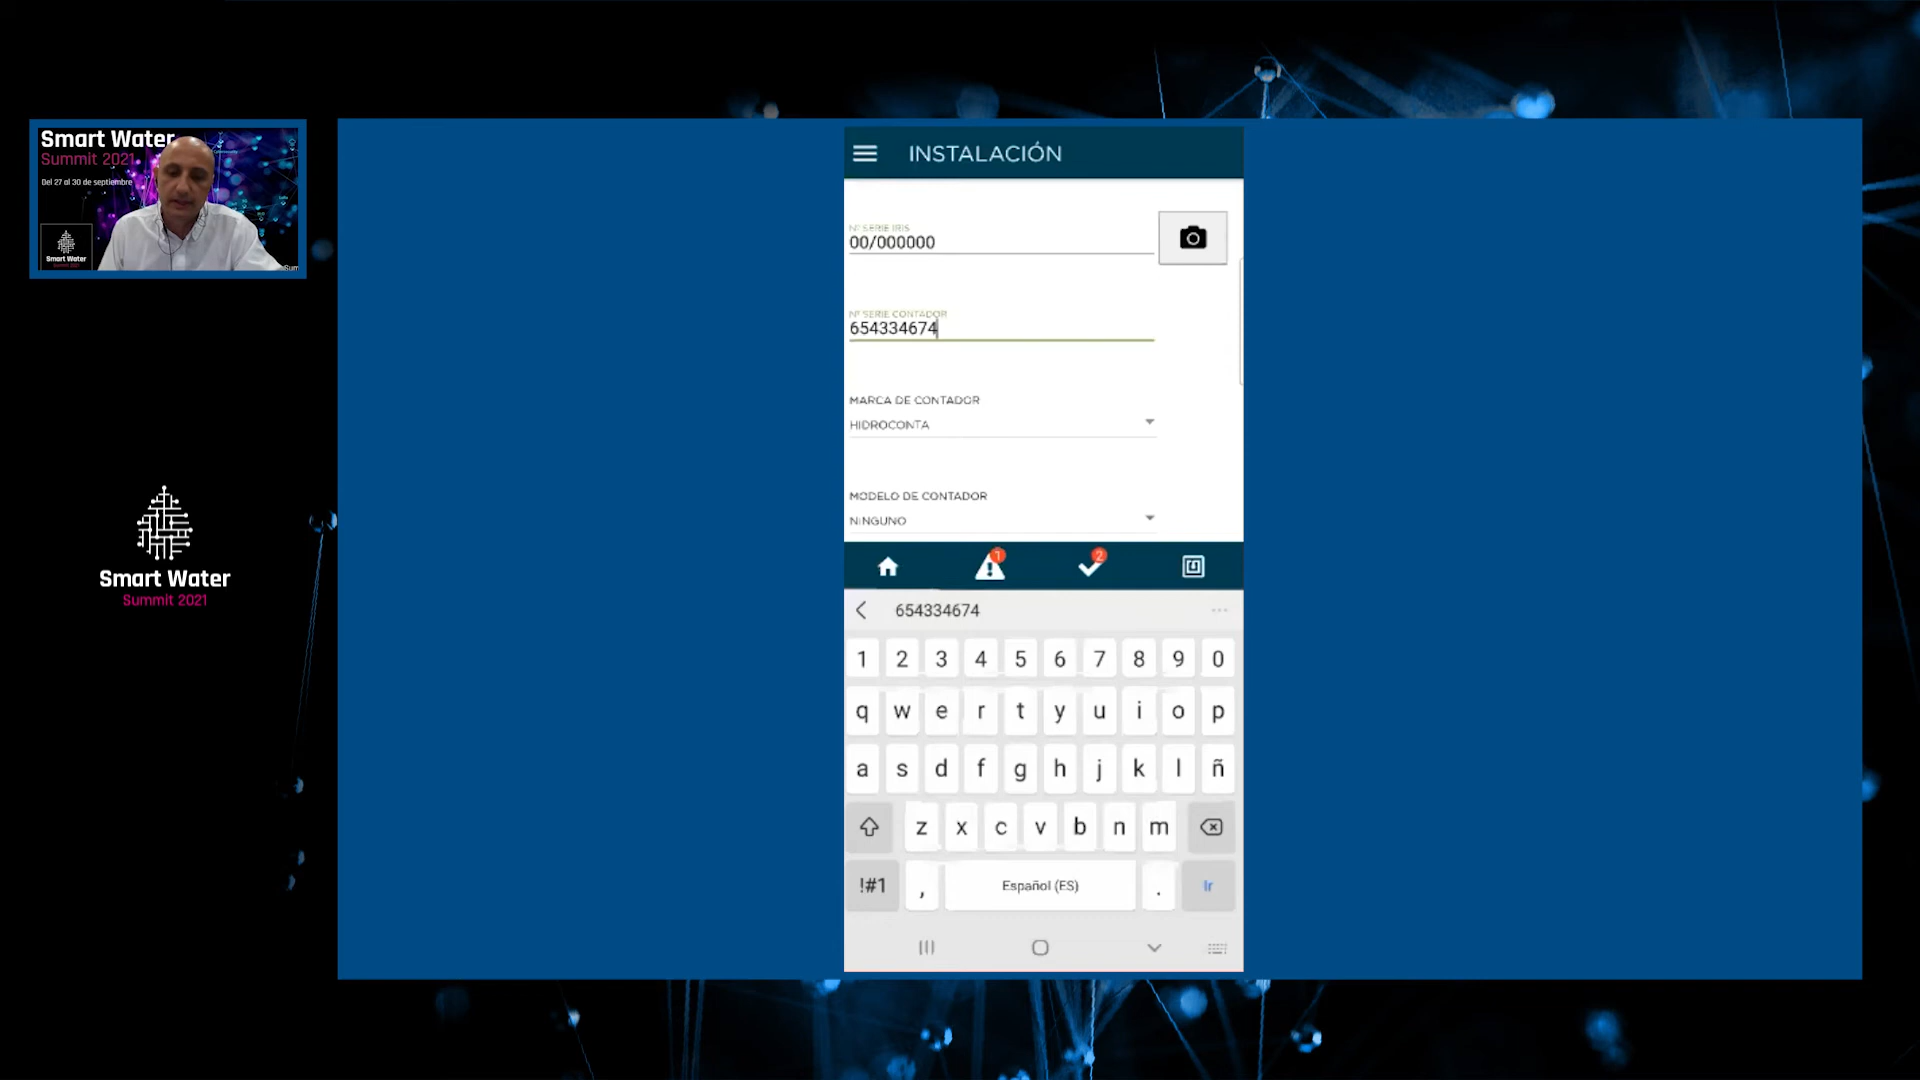 Smart Water
Summit 2021
Del 27 al 30 de septiembre
Smart Water
Smart Water
Summit 2021
INSTALACIÓN
Nº SERIE IRIS
00/000000
Nº SERIE CONTADOR
654334674
MARCA DE CONTADOR
HIDROCONTA
MODELO DE CONTADOR
NINGUNO
1
2
654334674
1 2 3 4 5 6 7 8 9 0
q w e r t y u i o p
a s d f g h j k l ñ
z x c v b n m
!#1 , Español (ES) . Ir